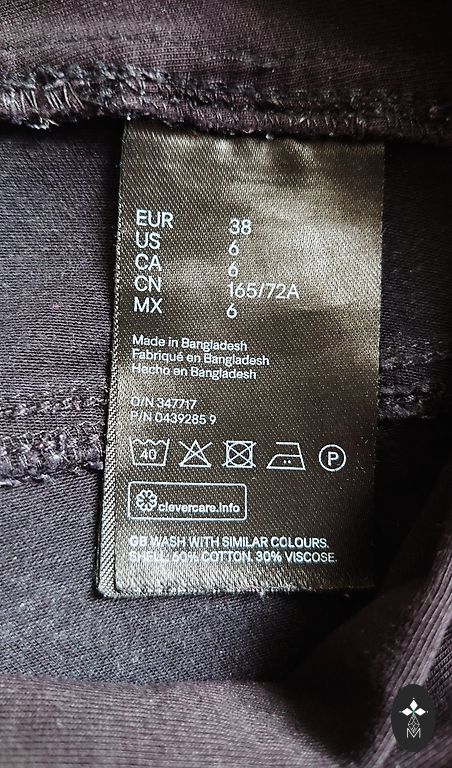 EUR 38
US 6
CA 6
CN 165/72A
MX 6
Made in Bangladesh
Fabriqué en Bangladesh
Hecho en Bangladesh
O/N 347717
P/N 0439285 9
40
P
clevercare.info
GB WASH WITH SIMILAR COLOURS.
SHELL: 60% COTTON. 30% VISCOSE.
M